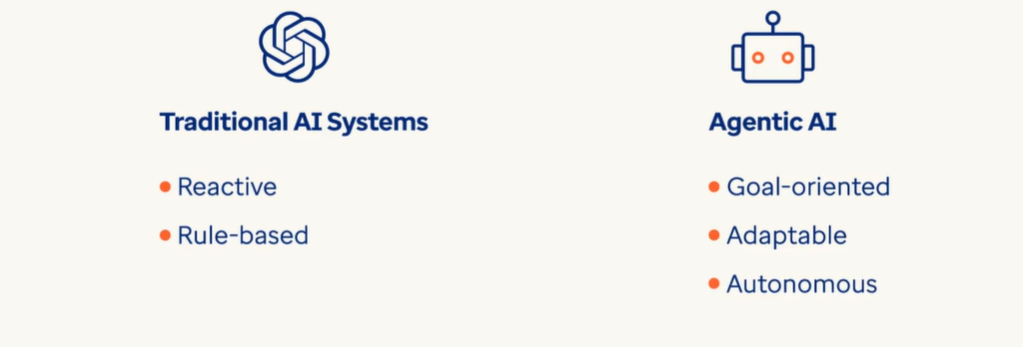 Traditional AI Systems
Reactive
Rule-based
Agentic AI
Goal-oriented
Adaptable
Autonomous